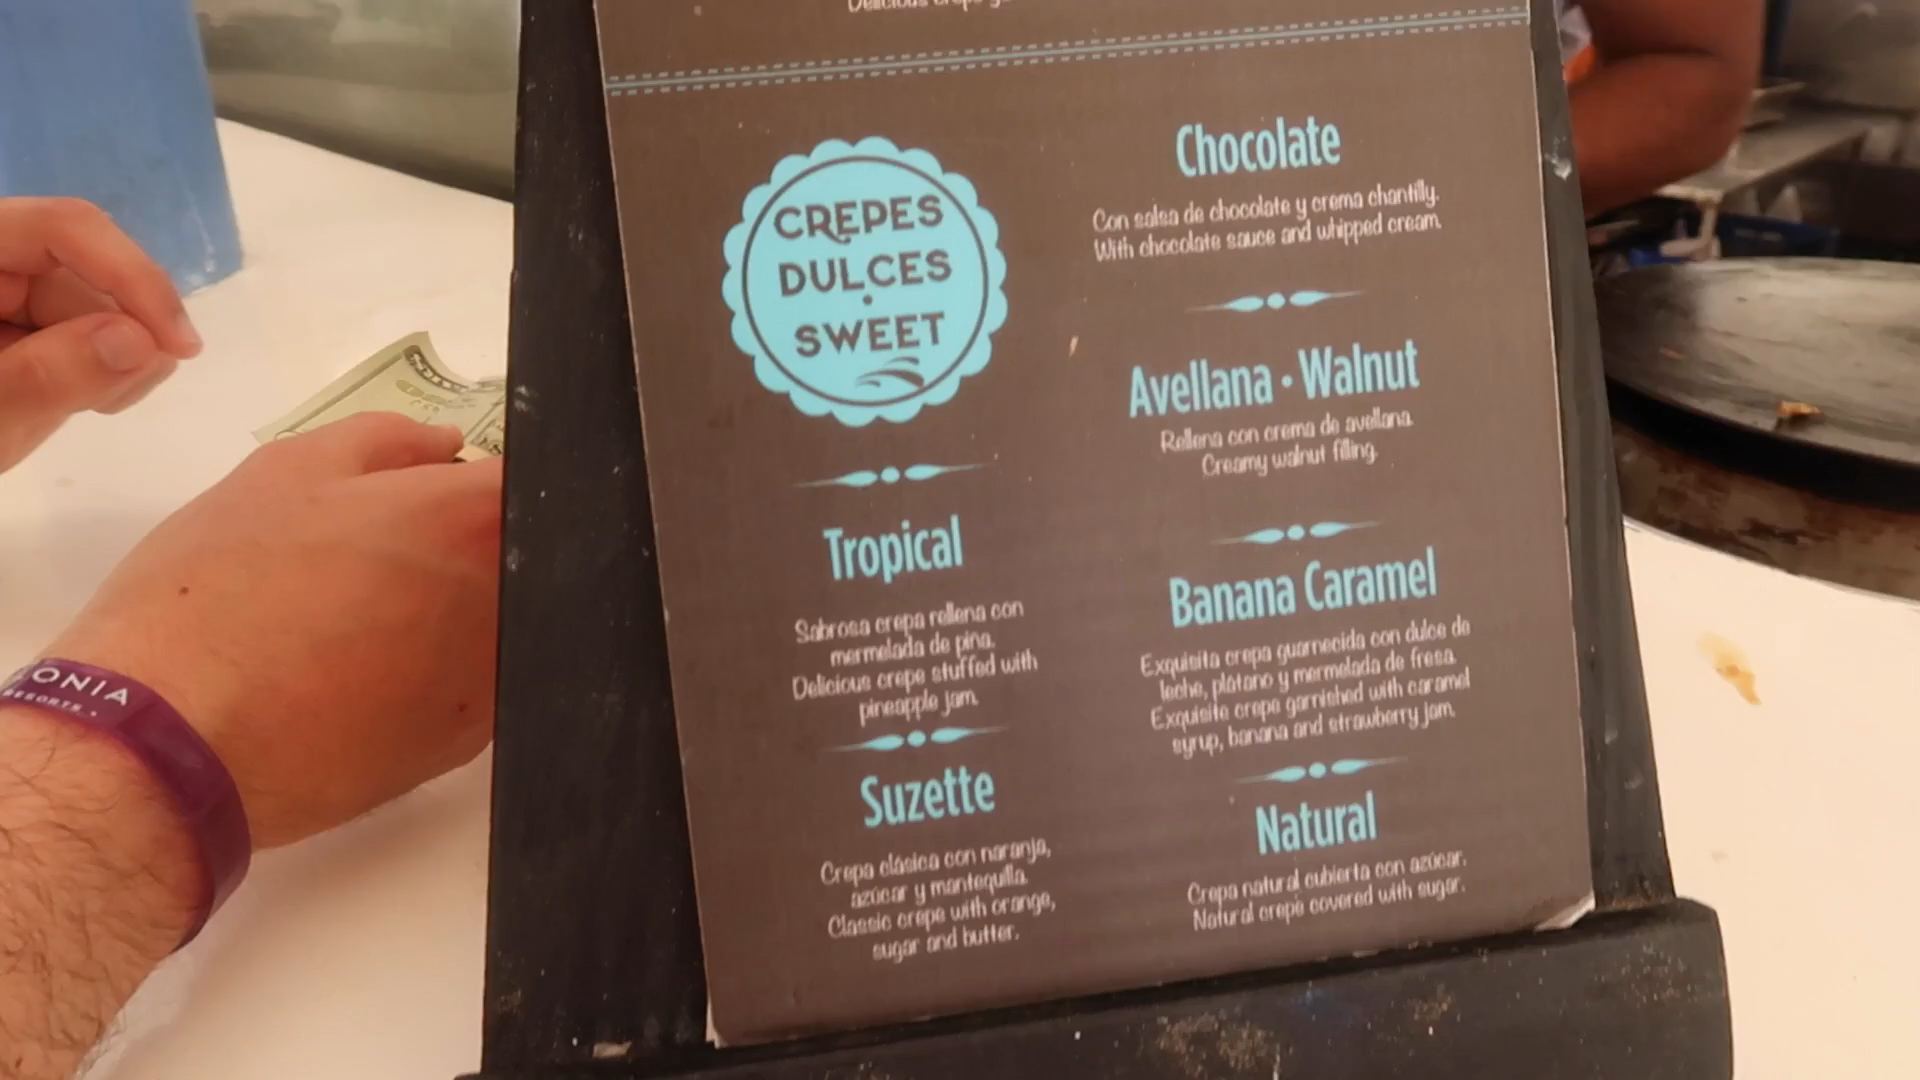 Delicious crepe
CREPES
DULCES
SWEET
Tropical
Sabrosa crepa rellena con
mermelada de piña.
Delicious crepe stuffed with
pineapple jam.
Suzette
Crepa clásica con naranja,
azúcar y mantequilla.
Classic crepe with orange,
sugar and butter.
Chocolate
Con salsa de chocolate y crema chantilly.
With chocolate sauce and whipped cream.
Avellana • Walnut
Rellena con crema de avellana.
Creamy walnut filling.
Banana Caramel
Exquisita crepa guarnecida con dulce de
leche, plátano y mermelada de fresa.
Exquisite crepe garnished with caramel
syrup, banana and strawberry jam.
Natural
Crepa natural cubierta con azúcar.
Natural crepe covered with sugar.
ONIA
RESORTS